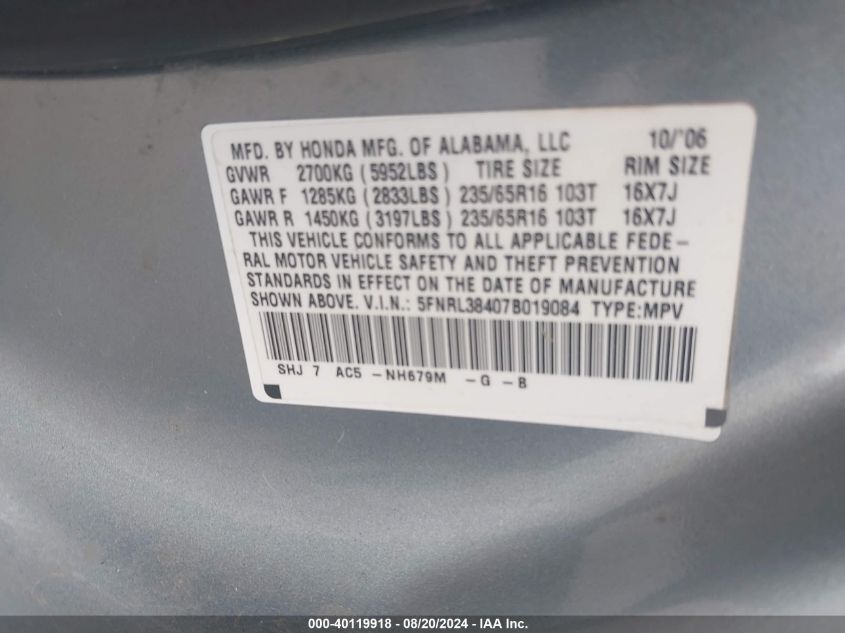 MFD. BY HONDA MFG. OF ALABAMA, LLC 10/'06
GVWR 2700KG (5952LBS) TIRE SIZE RIM SIZE
GAWR F 1285KG (2833LBS) 235/65R16 103T 16X7J
GAWR R 1450KG (3197LBS) 235/65R16 103T 16X7J
THIS VEHICLE CONFORMS TO ALL APPLICABLE FEDE-
RAL MOTOR VEHICLE SAFETY AND THEFT PREVENTION
STANDARDS IN EFFECT ON THE DATE OF MANUFACTURE
SHOWN ABOVE. V.I.N.: 5FNRL38407B019084 TYPE:MPV
SHJ 7 AC5 -NH679M -G -B
000-40119918 - 08/20/2024 - IAA Inc.